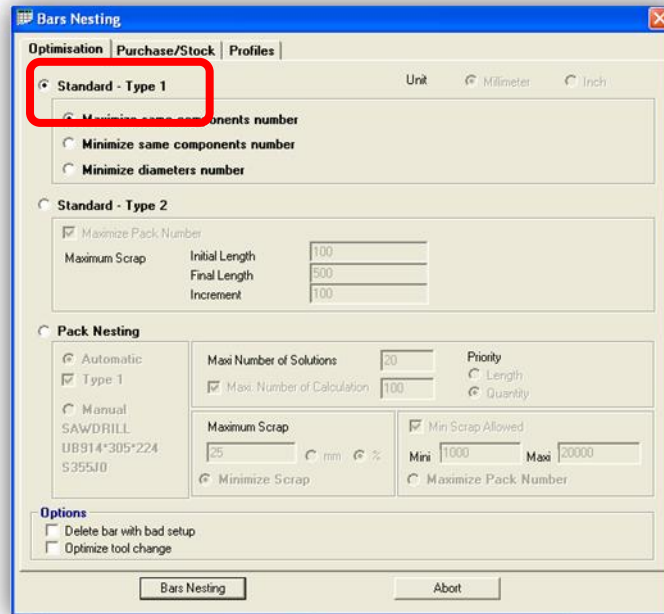 Bars Nesting
Optimisation Purchase/Stock Profiles
Standard - Type 1 Unit Millimeter Inch
Maximize same components number
Minimize same components number
Minimize diameters number
Standard - Type 2
Maximize Pack Number
Maximum Scrap Initial Length 100
Final Length 500
Increment 100
Pack Nesting
Automatic Maxi Number of Solutions 20 Priority
Length
Type 1 Maxi. Number of Calculation 100 Quantity
Manual
SAWDRILL Maximum Scrap Min Scrap Allowed
UB914*305*224 25 mm % Mini 1000 Maxi 20000
S355J0 Minimize Scrap Maximize Pack Number
Options
Delete bar with bad setup
Optimize tool change
Bars Nesting Abort